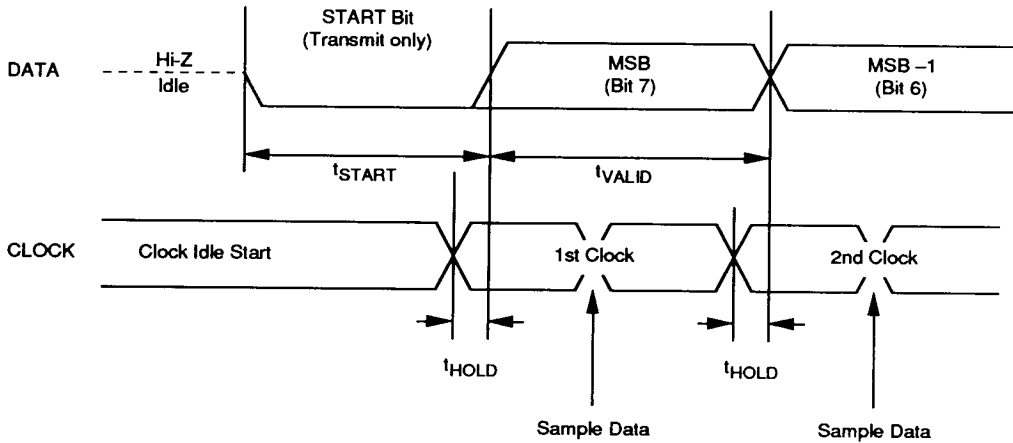 START Bit
(Transmit only)
DATA
Hi-Z
Idle
MSB
(Bit 7)
MSB –1
(Bit 6)
tSTART
tVALID
CLOCK
Clock Idle Start
1st Clock
2nd Clock
tHOLD
tHOLD
Sample Data
Sample Data